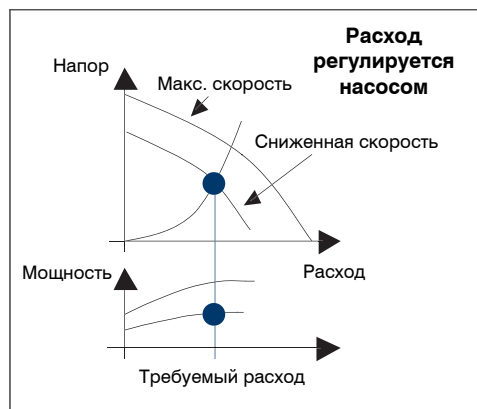 Расход
регулируется
насосом
Напор
Макс. скорость
Сниженная скорость
Расход
Мощность
Требуемый расход